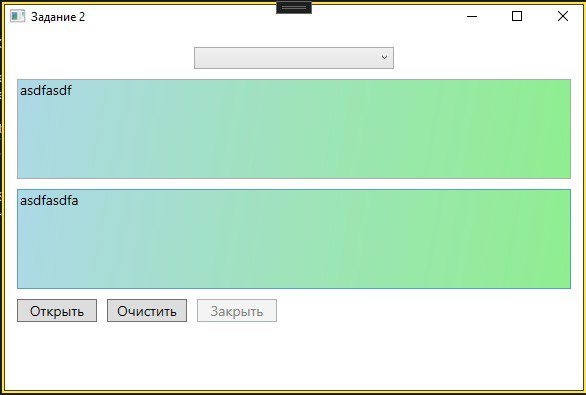 Задание 2
asdfasdf
asdfasdfa
Открыть
Очистить
Закрыть